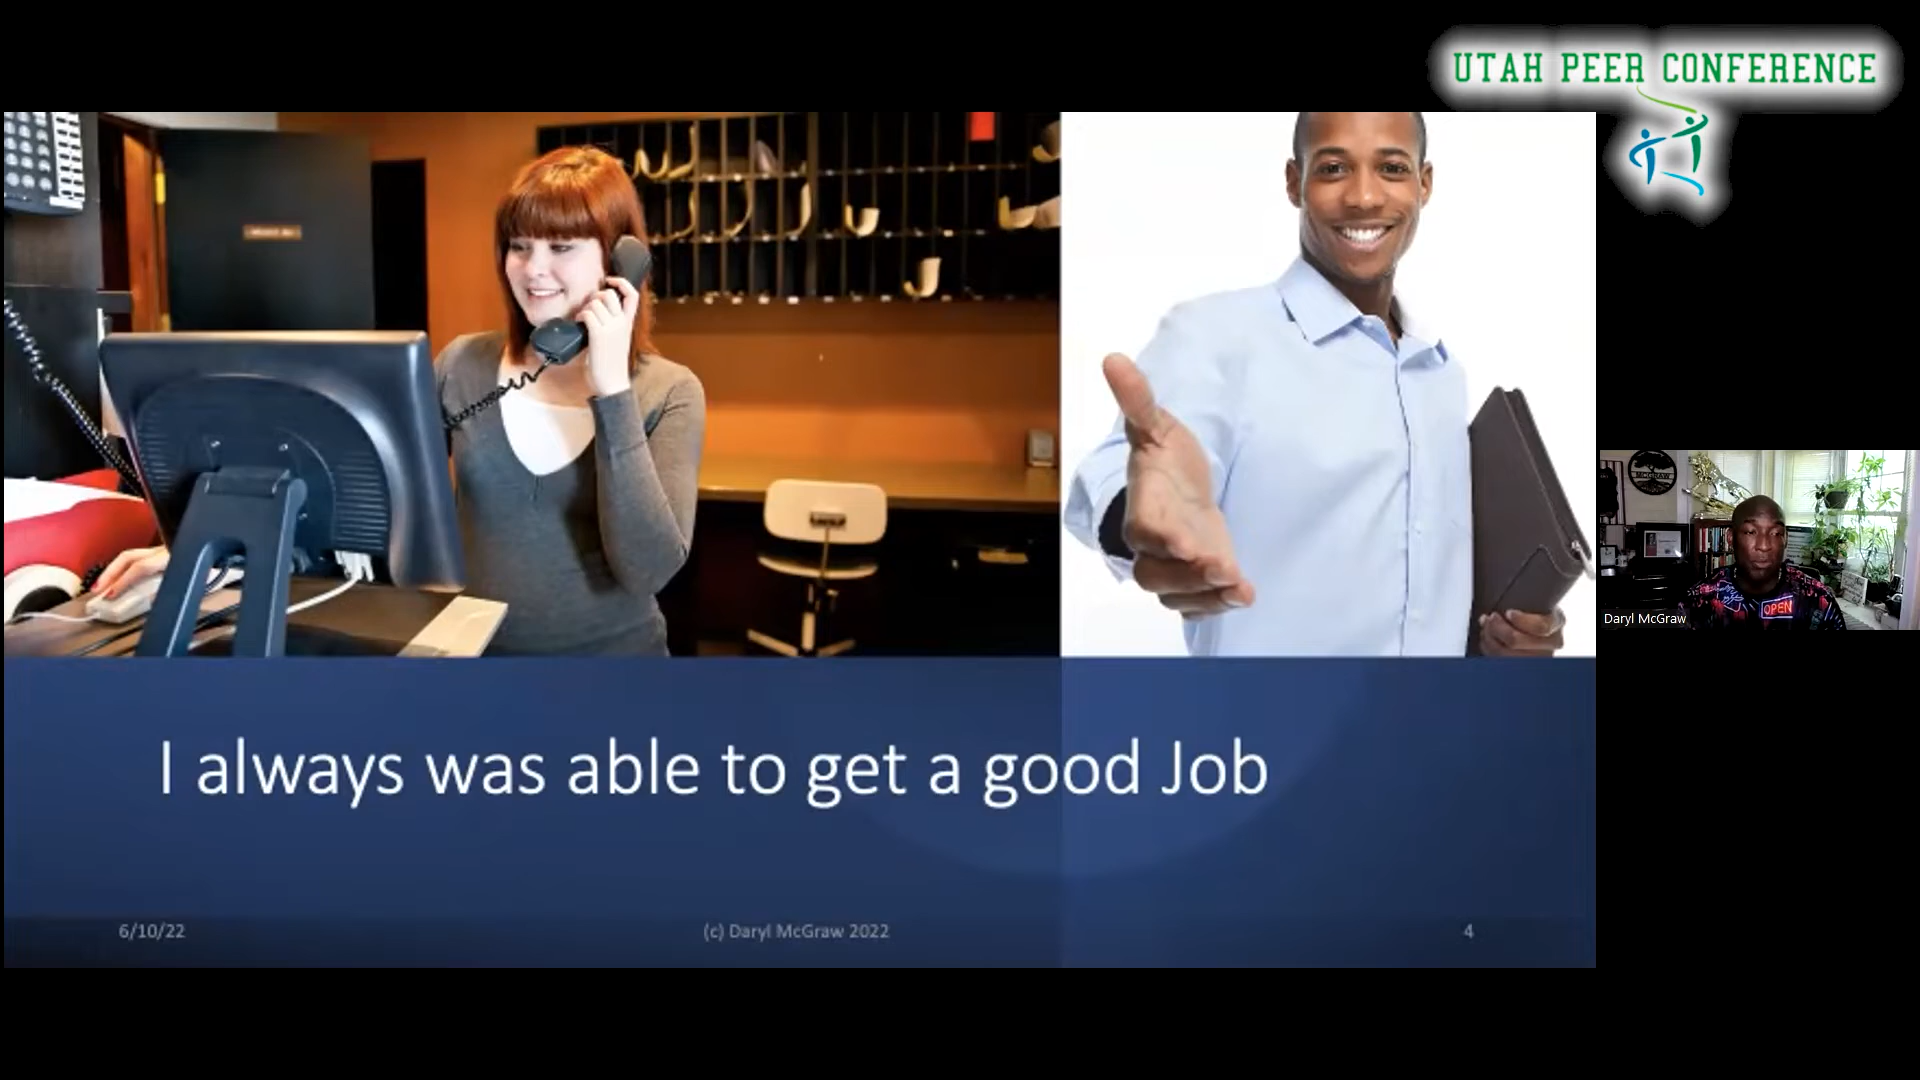 UTAH PEER CONFERENCE
I always was able to get a good Job
6/10/22
(c) Daryl McGraw 2022
4
OPEN
Daryl McGraw